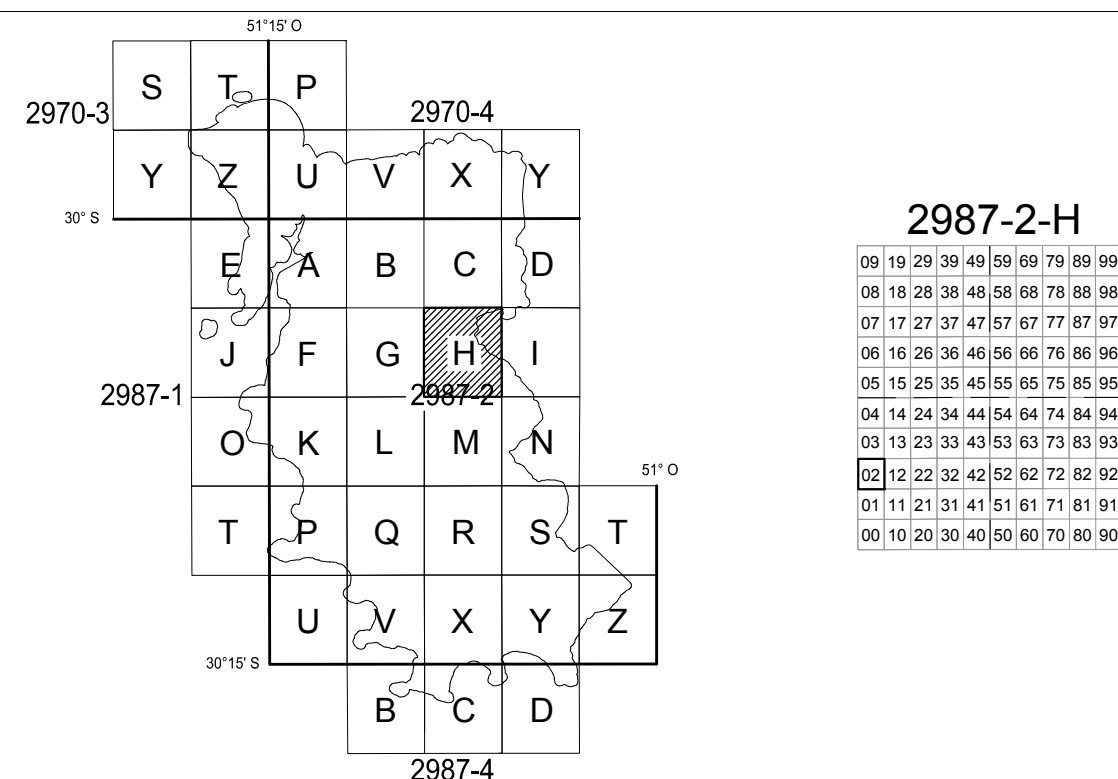 51°15' O
S T P
2970-3 2970-4
Y Z U V X Y
30° S
E A B C D
J F G H I
2987-1 2987-2
O K L M N
51° O
T P Q R S T
U V X Y Z
30°15' S
B C D
2987-4
2987-2-H
09 19 29 39 49 59 69 79 89 99
08 18 28 38 48 58 68 78 88 98
07 17 27 37 47 57 67 77 87 97
06 16 26 36 46 56 66 76 86 96
05 15 25 35 45 55 65 75 85 95
04 14 24 34 44 54 64 74 84 94
03 13 23 33 43 53 63 73 83 93
02 12 22 32 42 52 62 72 82 92
01 11 21 31 41 51 61 71 81 91
00 10 20 30 40 50 60 70 80 90